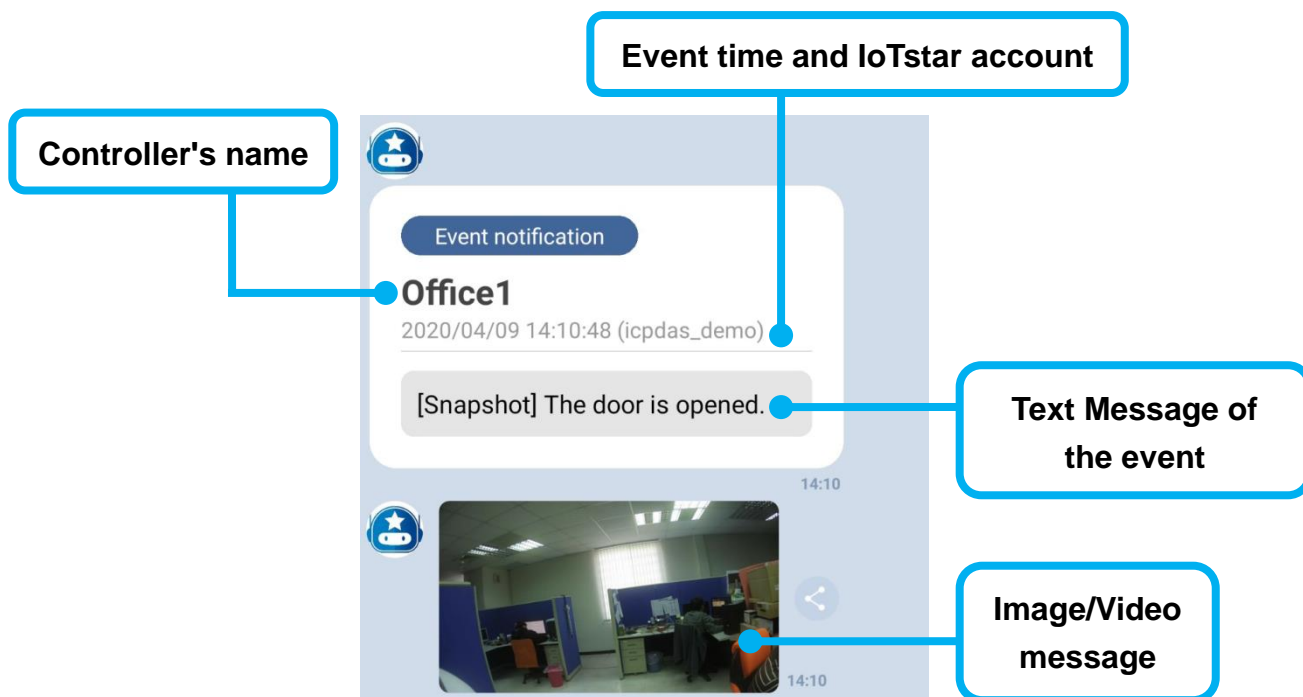 Event time and IoTstar account
Controller's name
Event notification
Office1
2020/04/09 14:10:48 (icpdas_demo)
[Snapshot] The door is opened.
Text Message of
the event
14:10
Image/Video
message
14:10